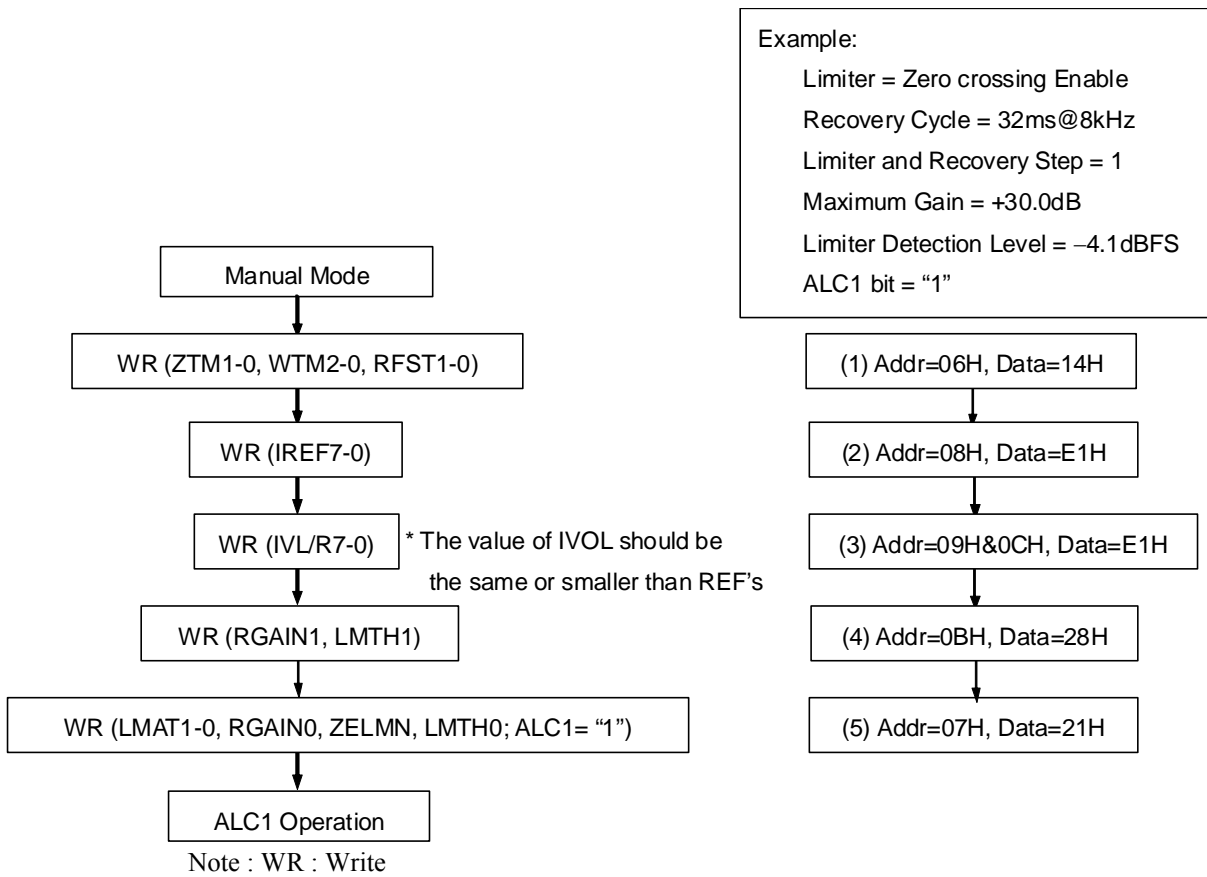 Example:
Limiter = Zero crossing Enable
Recovery Cycle = 32ms@8kHz
Limiter and Recovery Step = 1
Maximum Gain = +30.0dB
Limiter Detection Level = −4.1dBFS
ALC1 bit = “1”
Manual Mode
WR (ZTM1-0, WTM2-0, RFST1-0)
WR (IREF7-0)
WR (IVL/R7-0)
* The value of IVOL should be
the same or smaller than REF’s
WR (RGAIN1, LMTH1)
WR (LMAT1-0, RGAIN0, ZELMN, LMTH0; ALC1= “1”)
ALC1 Operation
Note : WR : Write
(1) Addr=06H, Data=14H
(2) Addr=08H, Data=E1H
(3) Addr=09H&0CH, Data=E1H
(4) Addr=0BH, Data=28H
(5) Addr=07H, Data=21H